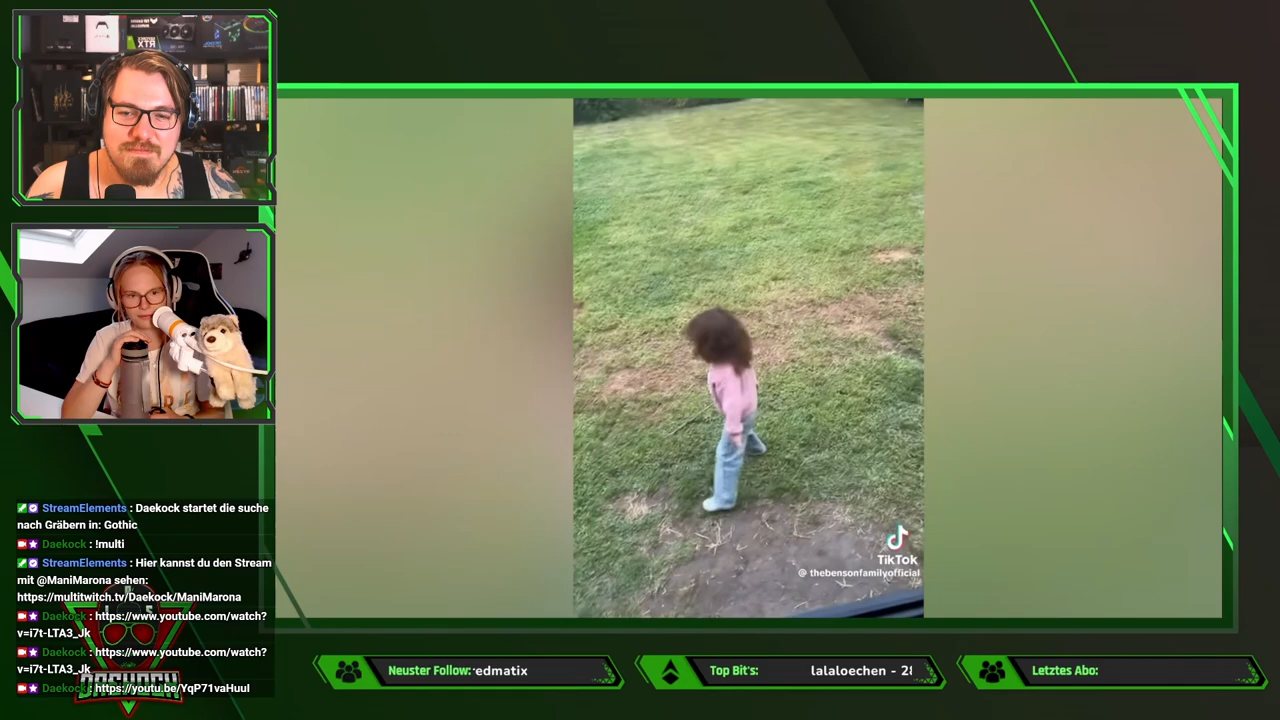 RTX
StreamElements : Daekock startet die suche
nach Gräbern in: Gothic
Daekock : !multi
StreamElements : Hier kannst du den Stream
mit @ManiMarona sehen:
https://multitwitch.tv/Daekock/ManiMarona
Daekock : https://www.youtube.com/watch?
v=i7t-LTA3_Jk
Daekock : https://www.youtube.com/watch?
v=i7t-LTA3_Jk
Daekock : https://youtu.be/YqP71vaHuuI
DAEKOCK
TikTok
@ thebensonfamilyofficial
Neuster Follow: edmatix
Top Bit's: lalaloechen - 2
Letztes Abo: